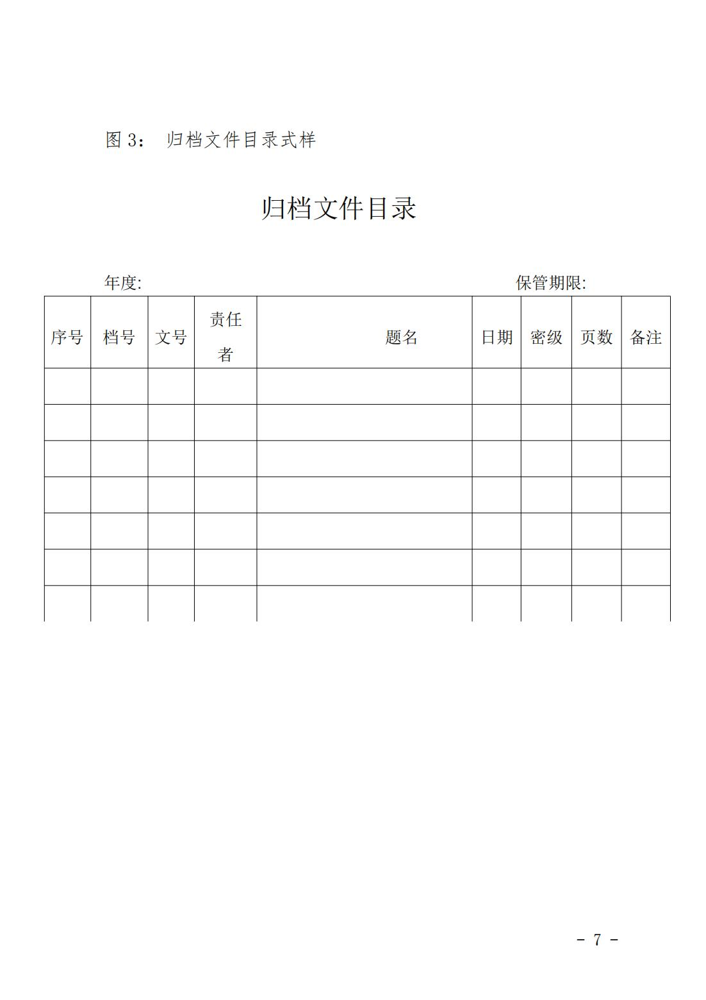 图 3： 归档文件目录式样
归档文件目录
年度: 保管期限:
序号 档号 文号 责任者 题名 日期 密级 页数 备注
- 7 -